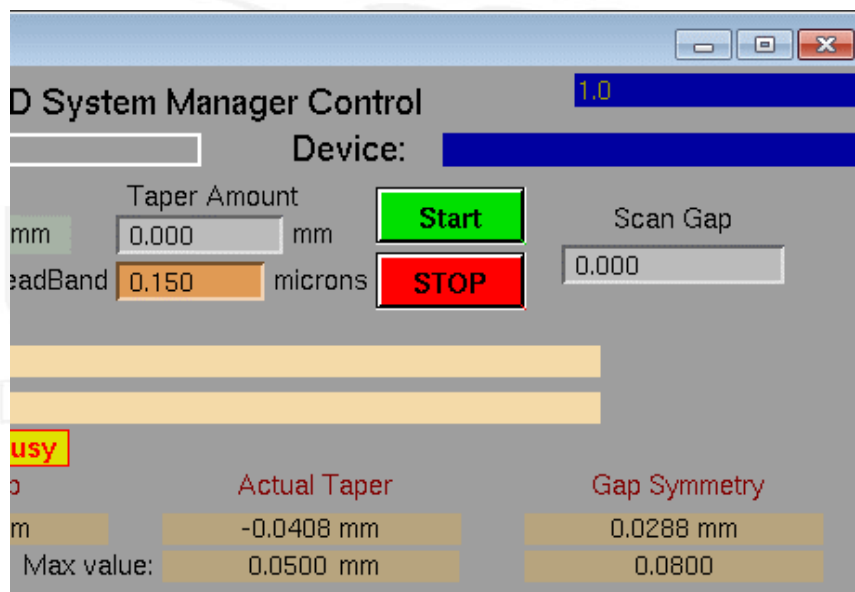 1.0
D System Manager Control
Device:
Taper Amount
mm 0.000 mm Start Scan Gap
eadBand 0.150 microns STOP 0.000
usy
Actual Taper Gap Symmetry
m -0.0408 mm 0.0288 mm
Max value: 0.0500 mm 0.0800